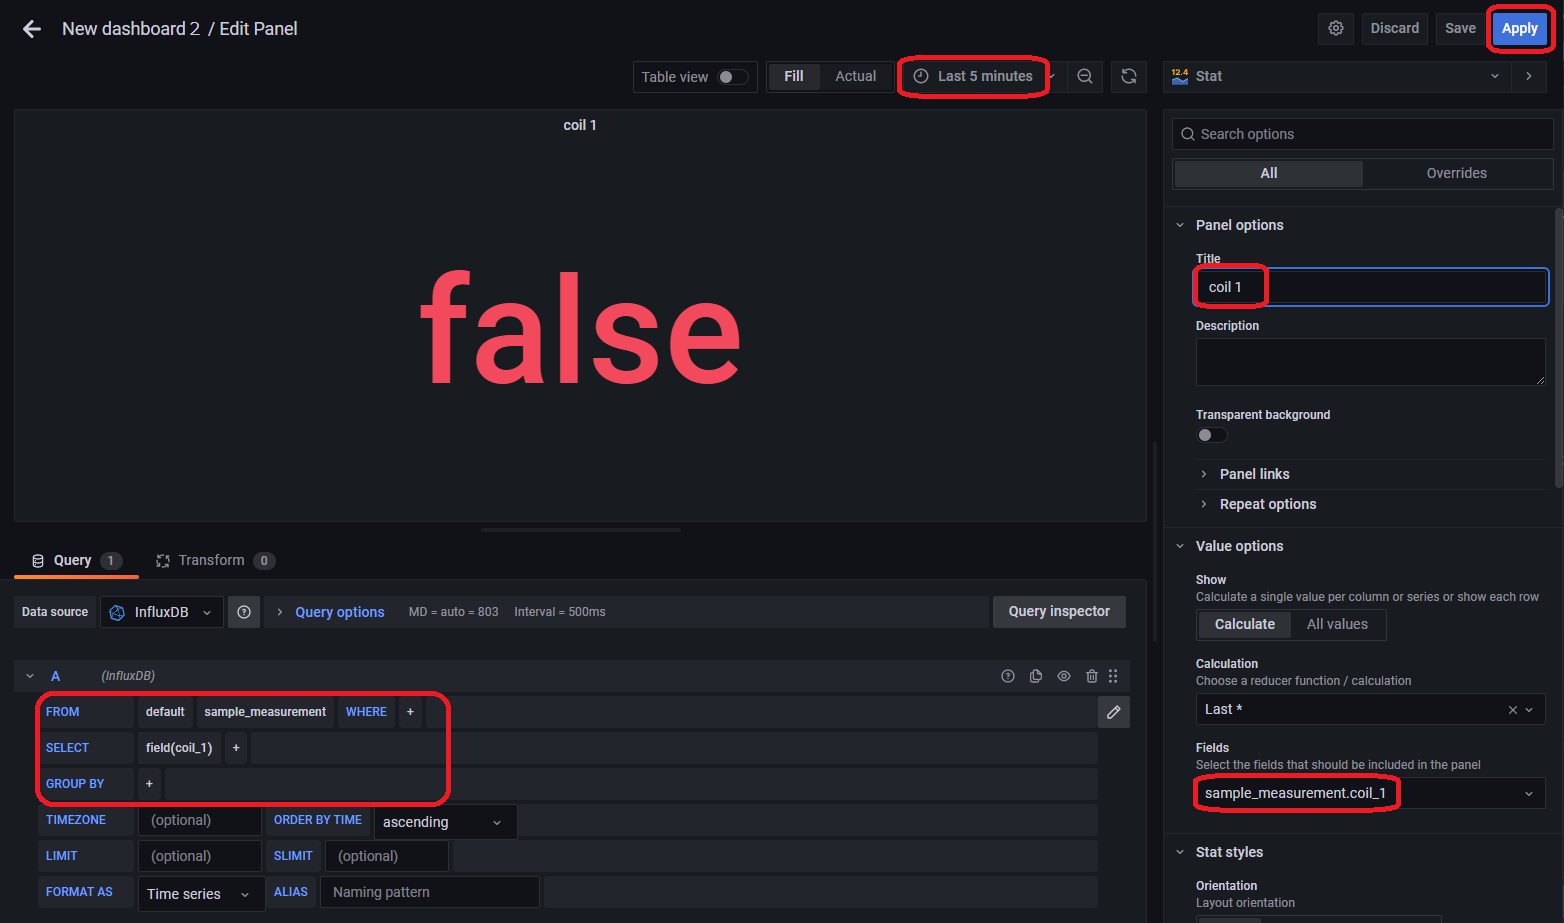 New dashboard 2 / Edit Panel
Discard
Save
Apply
Table view
Fill
Actual
Last 5 minutes
12.4
Stat
coil 1
false
Search options
All
Overrides
Panel options
Title
coil 1
Description
Transparent background
Panel links
Repeat options
Value options
Show
Calculate a single value per column or series or show each row
Calculate
All values
Calculation
Choose a reducer function / calculation
Last *
Fields
Select the fields that should be included in the panel
sample_measurement.coil_1
Stat styles
Orientation
Layout orientation
Query 1
Transform 0
Data source
InfluxDB
Query options
MD = auto = 803
Interval = 500ms
Query inspector
A (InfluxDB)
FROM default sample_measurement WHERE +
SELECT field(coil_1) +
GROUP BY +
TIMEZONE (optional) ORDER BY TIME ascending
LIMIT (optional) SLIMIT (optional)
FORMAT AS Time series ALIAS Naming pattern